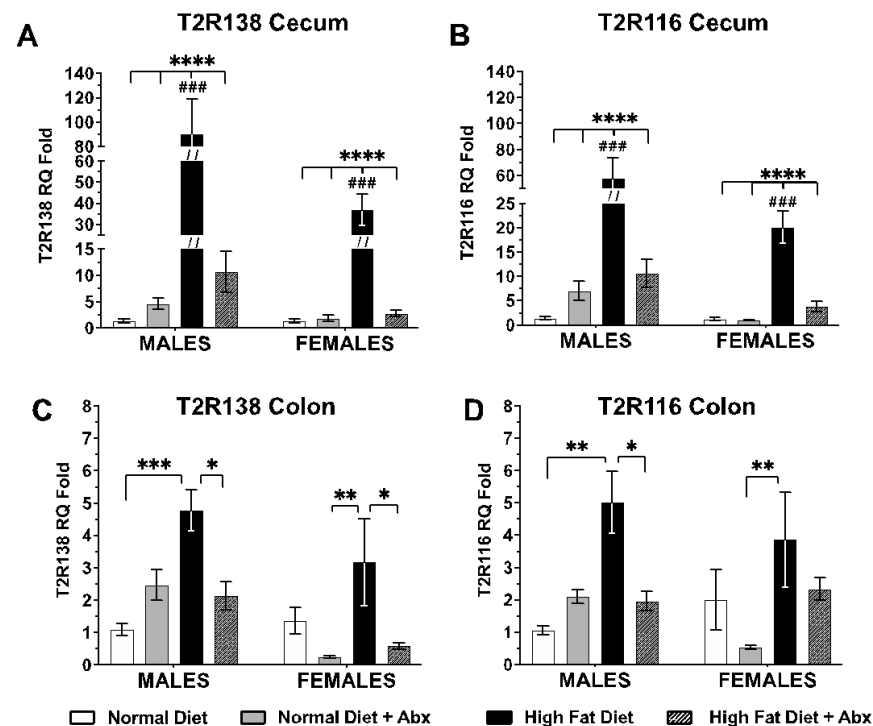 A
T2R138 Cecum
T2R138 RQ Fold
140
120
100
80
60
50
40
30
15
10
5
0
****
###
//
//
****
###
//
MALES
FEMALES
B
T2R116 Cecum
T2R116 RQ Fold
140
120
100
80
60
25
20
15
10
5
0
****
###
//
****
###
MALES
FEMALES
C
T2R138 Colon
T2R138 RQ Fold
8
7
6
5
4
3
2
1
0
***
*
**
*
MALES
FEMALES
D
T2R116 Colon
T2R116 RQ Fold
8
7
6
5
4
3
2
1
0
**
*
**
MALES
FEMALES
Normal Diet
Normal Diet + Abx
High Fat Diet
High Fat Diet + Abx